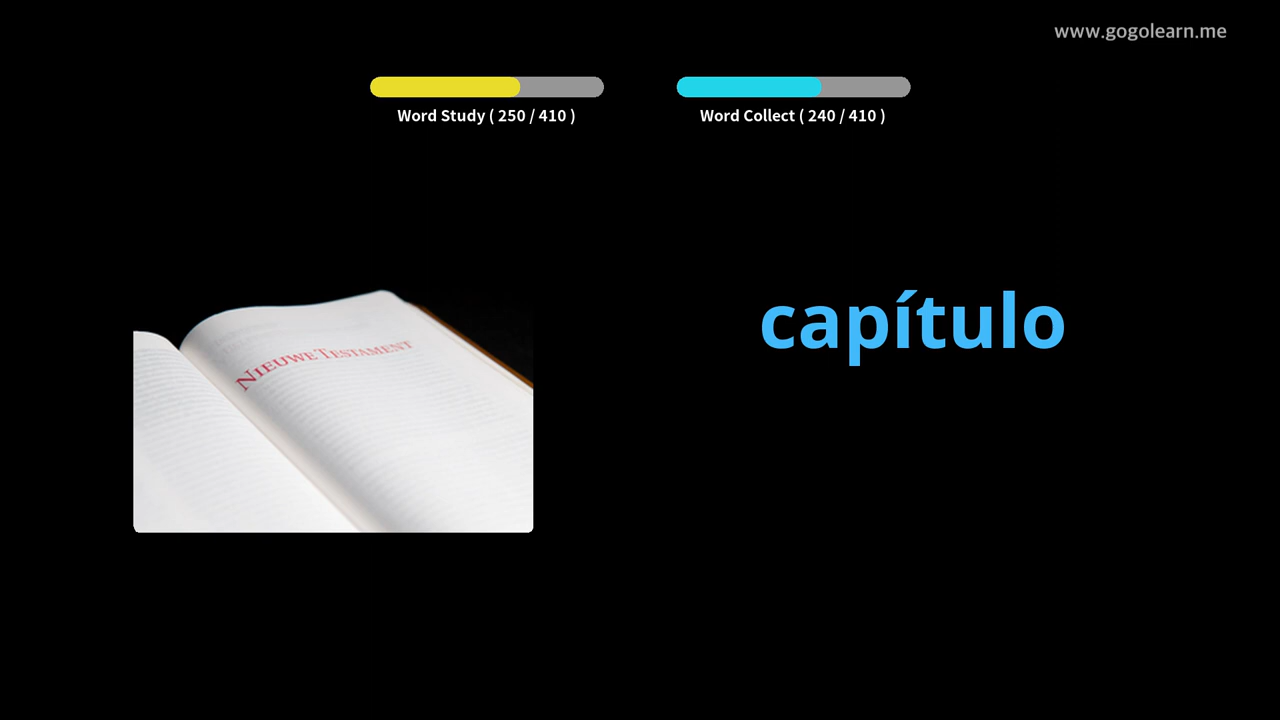 www.gogolearn.me
Word Study ( 250 / 410 )
Word Collect ( 240 / 410 )
NIEUWE TESTAMENT
capítulo